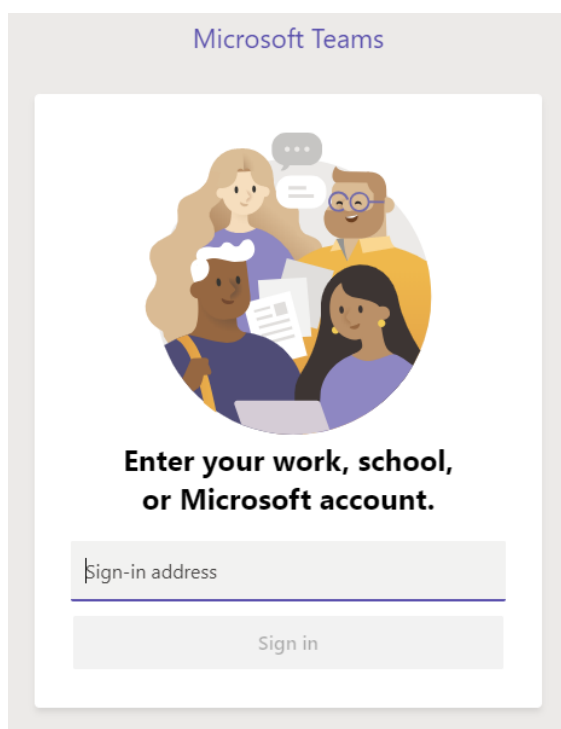 Microsoft Teams
Enter your work, school,
or Microsoft account.
Sign-in address
Sign in